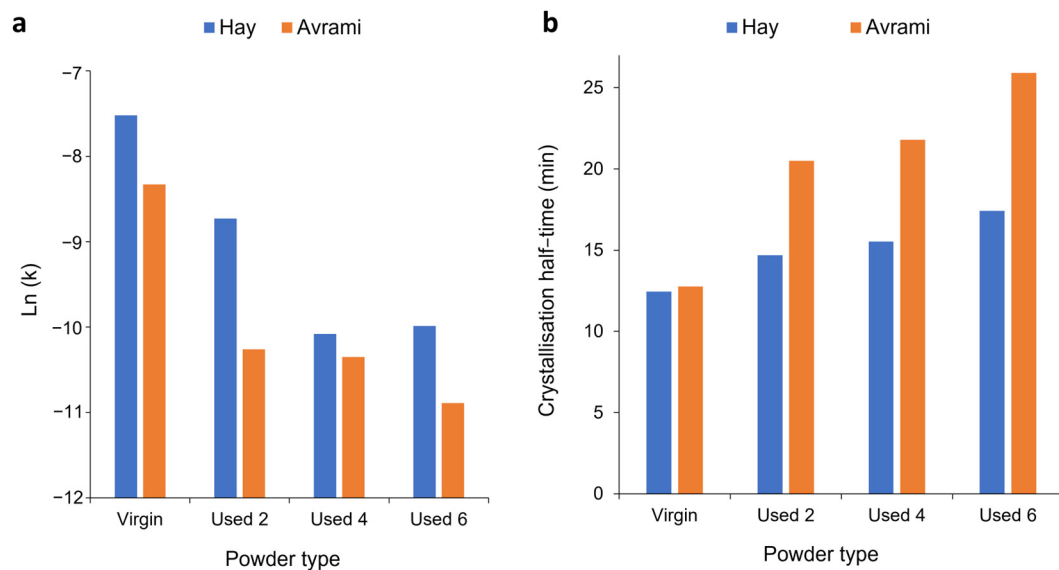 a
Hay Avrami
−7
−8
−9
−10
−11
−12
Ln (k)
Virgin Used 2 Used 4 Used 6
Powder type
b
Hay Avrami
25
20
15
10
5
0
Crystallisation half−time (min)
Virgin Used 2 Used 4 Used 6
Powder type